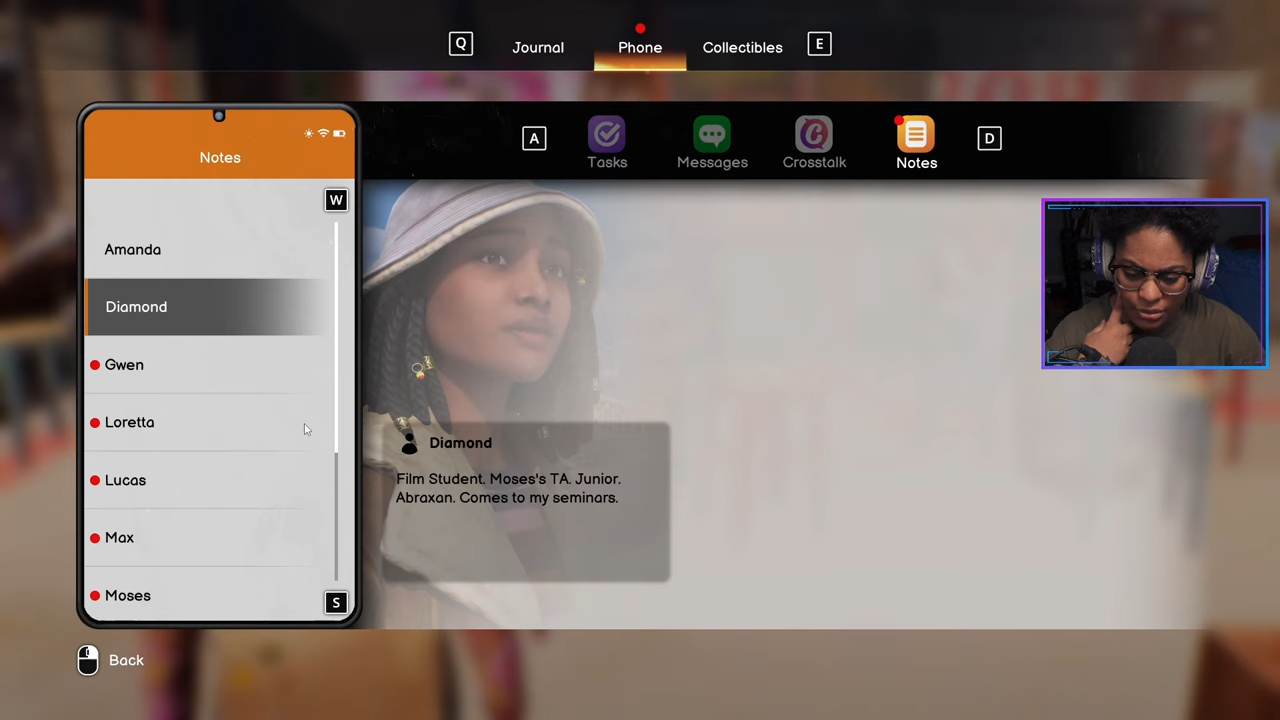 Q Journal Phone Collectibles E
Notes
A Tasks Messages Crosstalk Notes D
W
Amanda
Diamond
Gwen
Loretta
Lucas
Max
Moses
S
Diamond
Film Student. Moses's TA. Junior.
Abraxan. Comes to my seminars.
Back